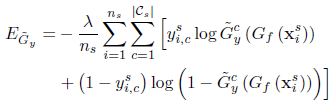 $E_{\tilde{G}_y} = -\frac{\lambda}{n_s} \sum_{i=1}^{n_s} \sum_{c=1}^{|\mathcal{C}_s|} \Big[ y_{i,c}^s \log \tilde{G}_y^c \left( G_f \left( \mathbf{x}_i^s \right) \right)$
$+ \left( 1 - y_{i,c}^s \right) \log \left( 1 - \tilde{G}_y^c \left( G_f \left( \mathbf{x}_i^s \right) \right) \right) \Big]$